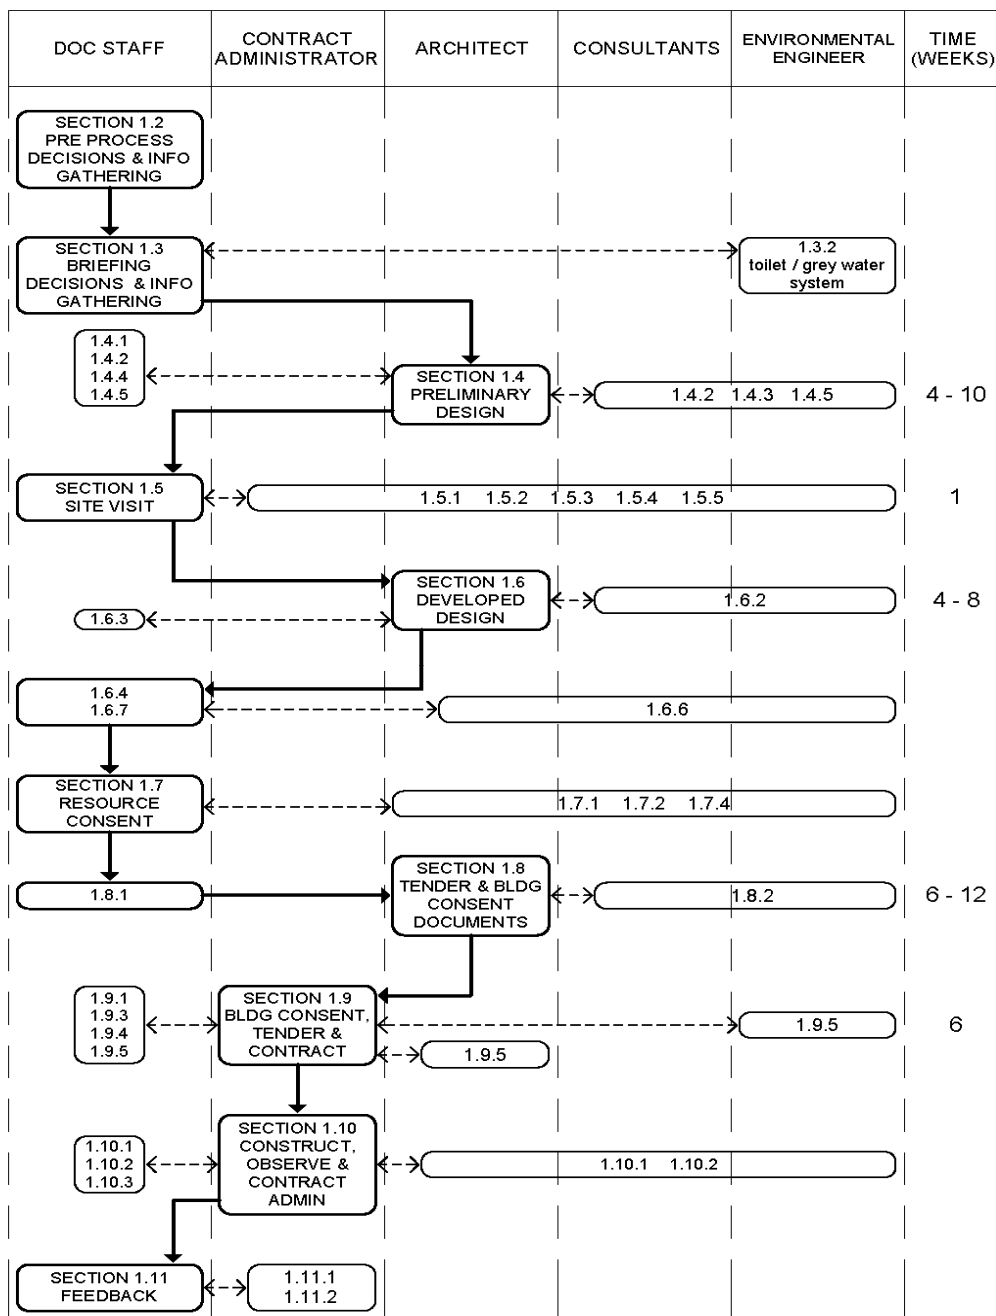 DOC STAFF
CONTRACT
ADMINISTRATOR
ARCHITECT
CONSULTANTS
ENVIRONMENTAL
ENGINEER
TIME
(WEEKS)
SECTION 1.2
PRE PROCESS
DECISIONS & INFO
GATHERING
SECTION 1.3
BRIEFING
DECISIONS & INFO
GATHERING
1.3.2
toilet / grey water
system
1.4.1
1.4.2
1.4.4
1.4.5
SECTION 1.4
PRELIMINARY
DESIGN
1.4.2 1.4.3 1.4.5
4 - 10
SECTION 1.5
SITE VISIT
1.5.1 1.5.2 1.5.3 1.5.4 1.5.5
1
SECTION 1.6
DEVELOPED
DESIGN
1.6.2
4 - 8
1.6.3
1.6.4
1.6.7
1.6.6
SECTION 1.7
RESOURCE
CONSENT
1.7.1 1.7.2 1.7.4
1.8.1
SECTION 1.8
TENDER & BLDG
CONSENT
DOCUMENTS
1.8.2
6 - 12
1.9.1
1.9.3
1.9.4
1.9.5
SECTION 1.9
BLDG CONSENT,
TENDER &
CONTRACT
1.9.5
1.9.5
6
1.10.1
1.10.2
1.10.3
SECTION 1.10
CONSTRUCT,
OBSERVE &
CONTRACT
ADMIN
1.10.1 1.10.2
SECTION 1.11
FEEDBACK
1.11.1
1.11.2